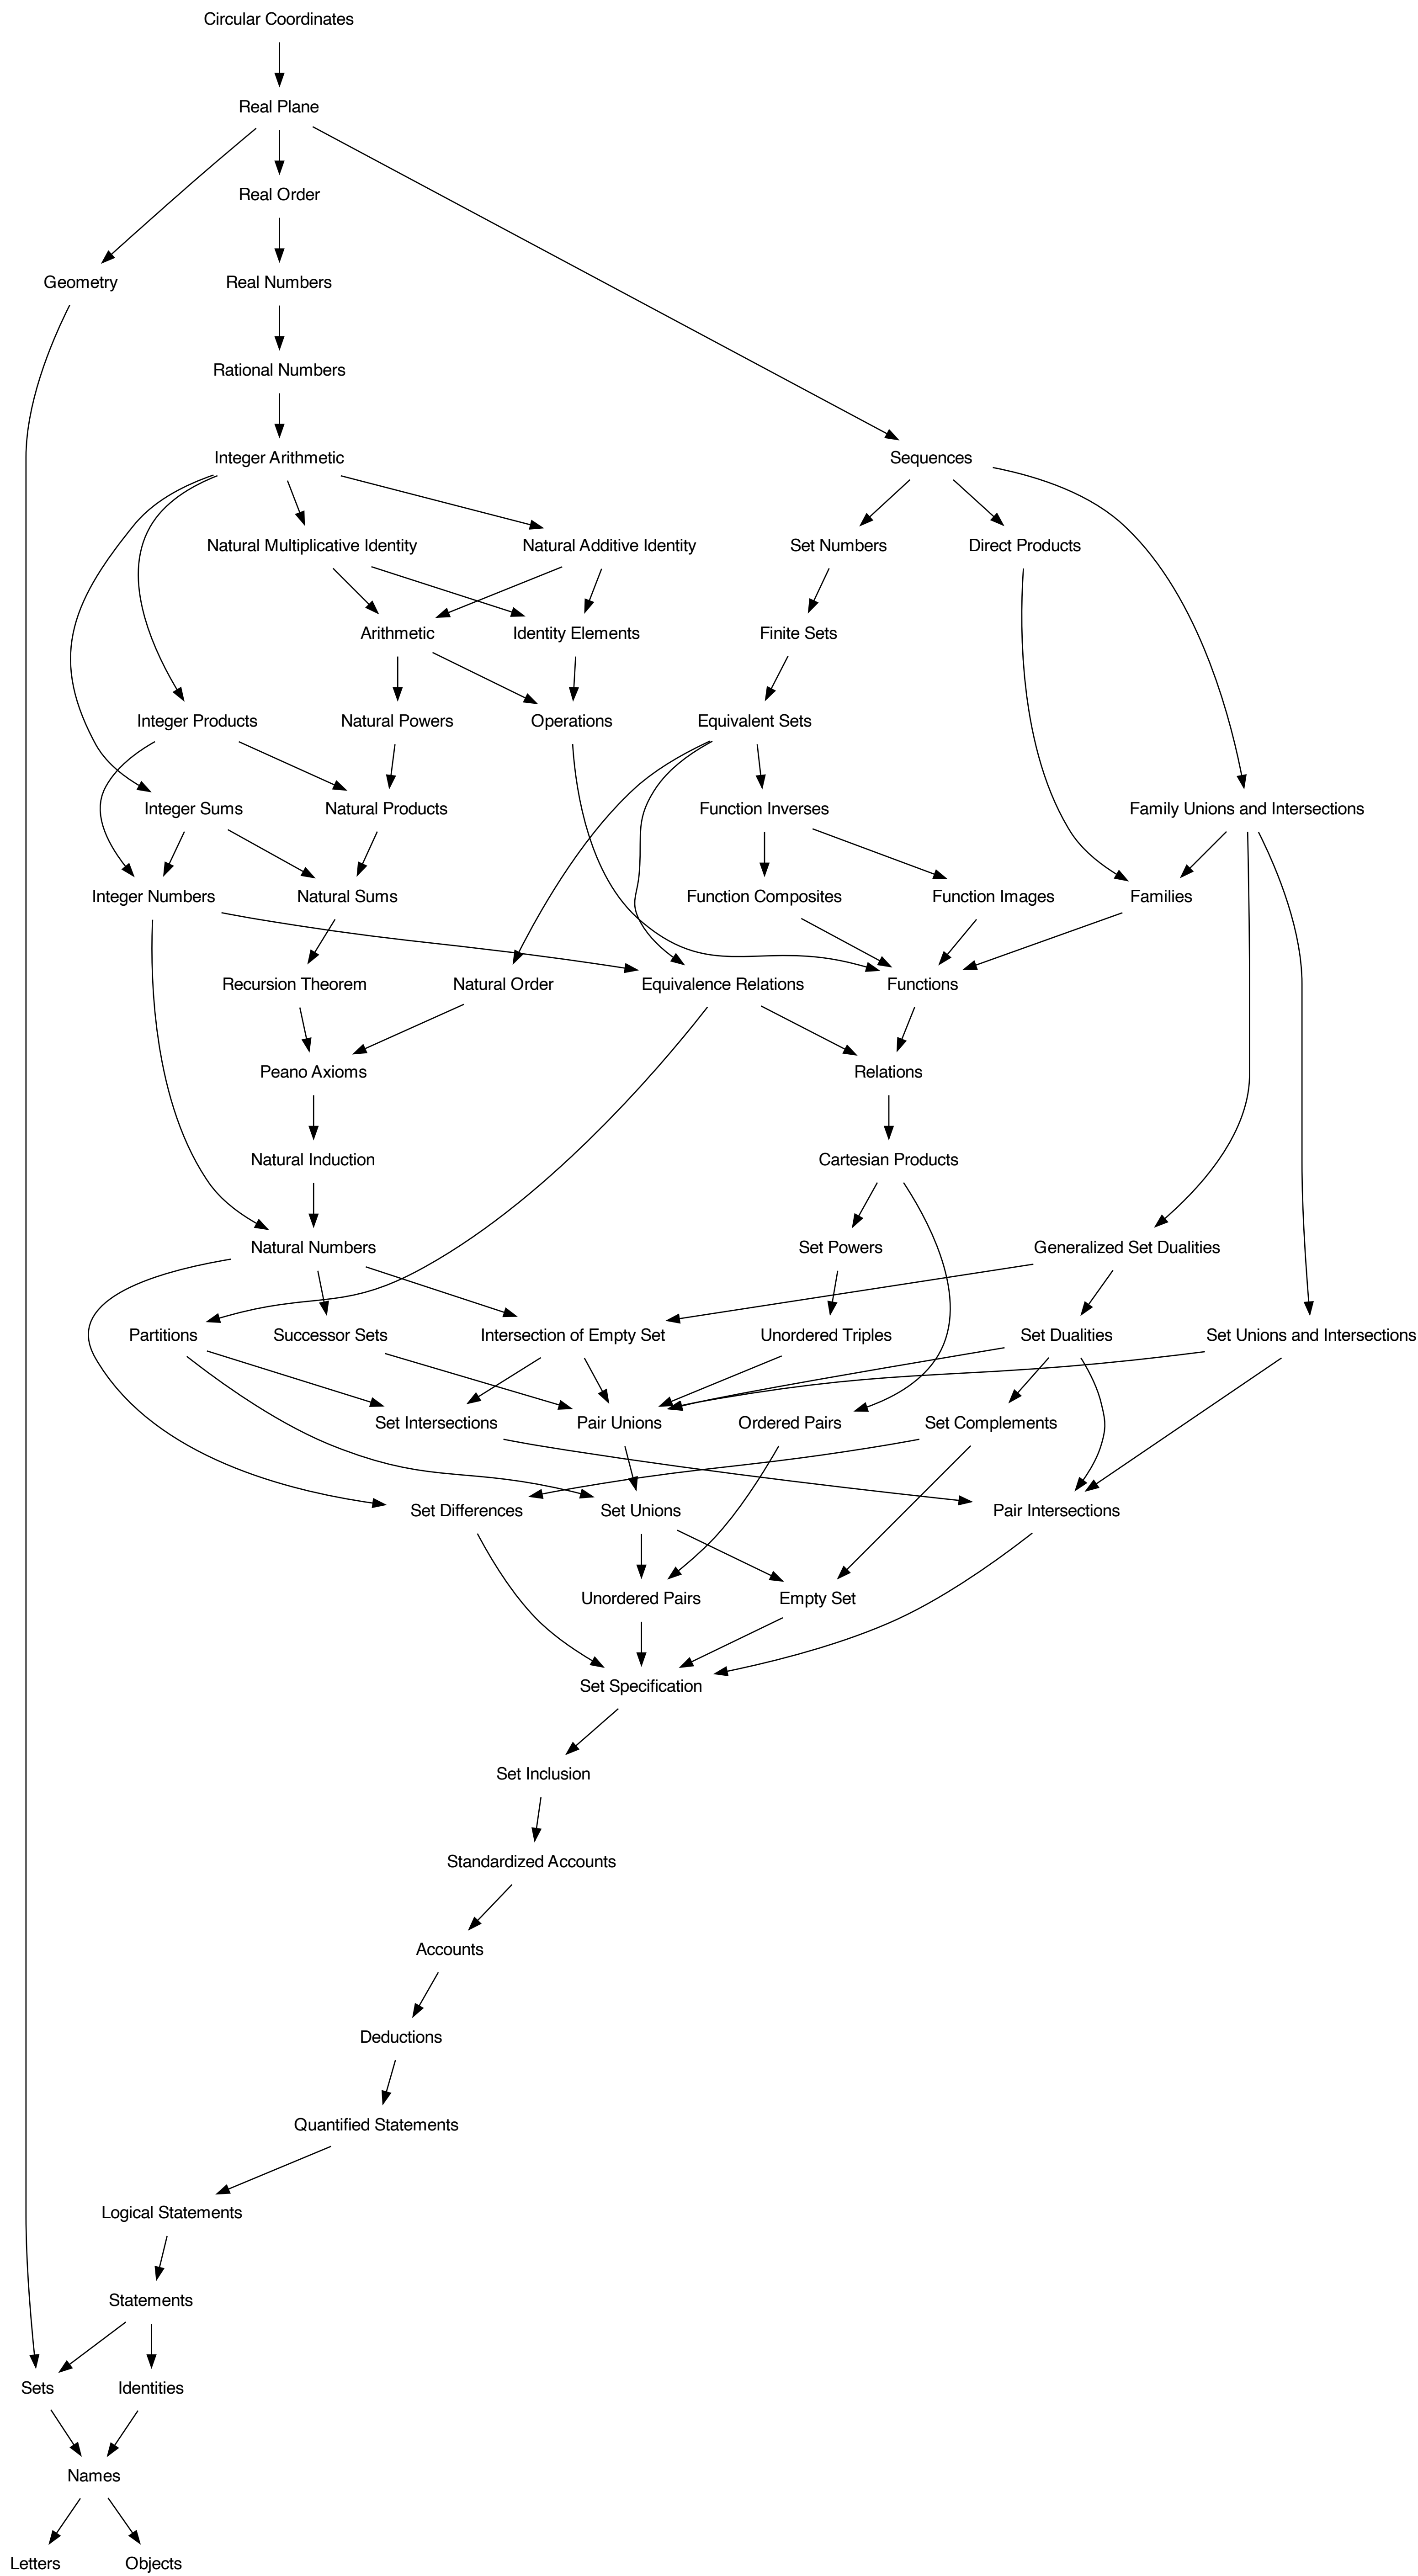 Circular Coordinates
Real Plane
Real Order
Geometry
Real Numbers
Rational Numbers
Integer Arithmetic
Sequences
Natural Multiplicative Identity
Natural Additive Identity
Set Numbers
Direct Products
Arithmetic
Identity Elements
Finite Sets
Integer Products
Natural Powers
Operations
Equivalent Sets
Integer Sums
Natural Products
Function Inverses
Family Unions and Intersections
Integer Numbers
Natural Sums
Function Composites
Function Images
Families
Recursion Theorem
Natural Order
Equivalence Relations
Functions
Peano Axioms
Relations
Natural Induction
Cartesian Products
Natural Numbers
Set Powers
Generalized Set Dualities
Partitions
Successor Sets
Intersection of Empty Set
Unordered Triples
Set Dualities
Set Unions and Intersections
Set Intersections
Pair Unions
Ordered Pairs
Set Complements
Set Differences
Set Unions
Pair Intersections
Unordered Pairs
Empty Set
Set Specification
Set Inclusion
Standardized Accounts
Accounts
Deductions
Quantified Statements
Logical Statements
Statements
Sets
Identities
Names
Letters
Objects